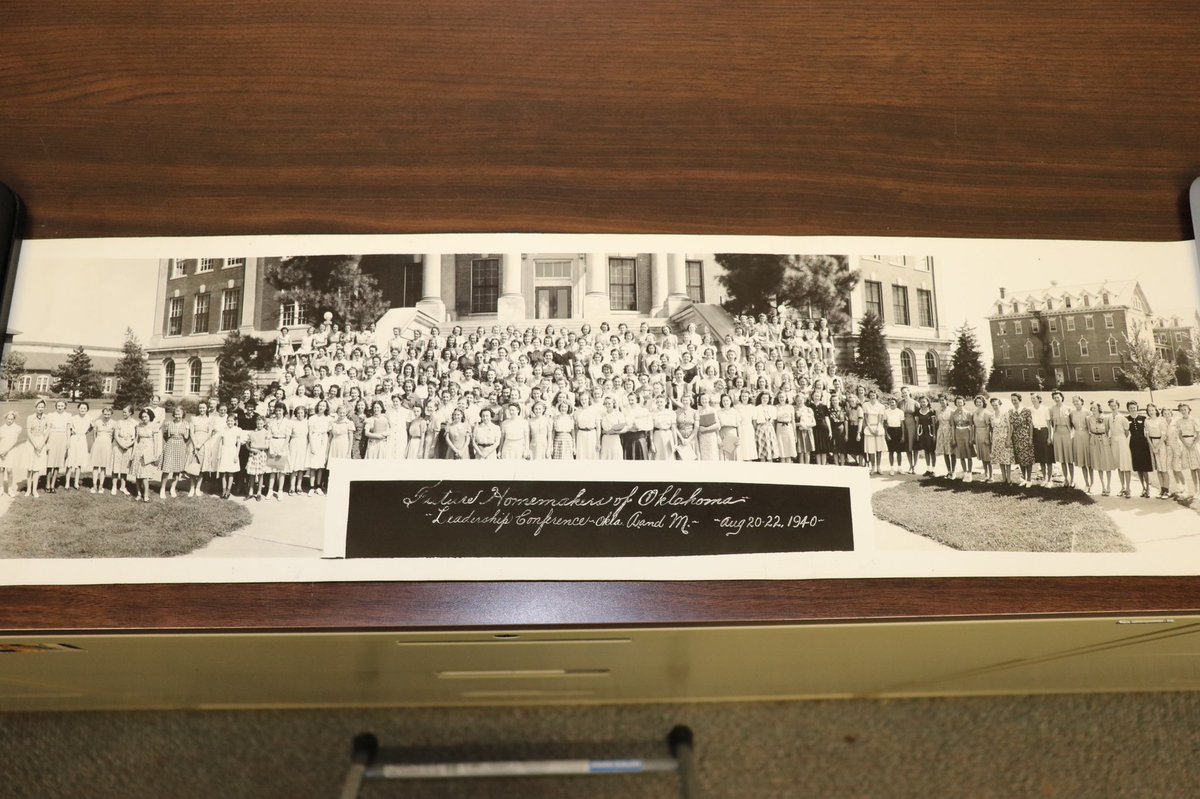 Future Homemakers of Oklahoma-
-Leadership Conference-Okla. A. and M.- -Aug 20-22, 1940-